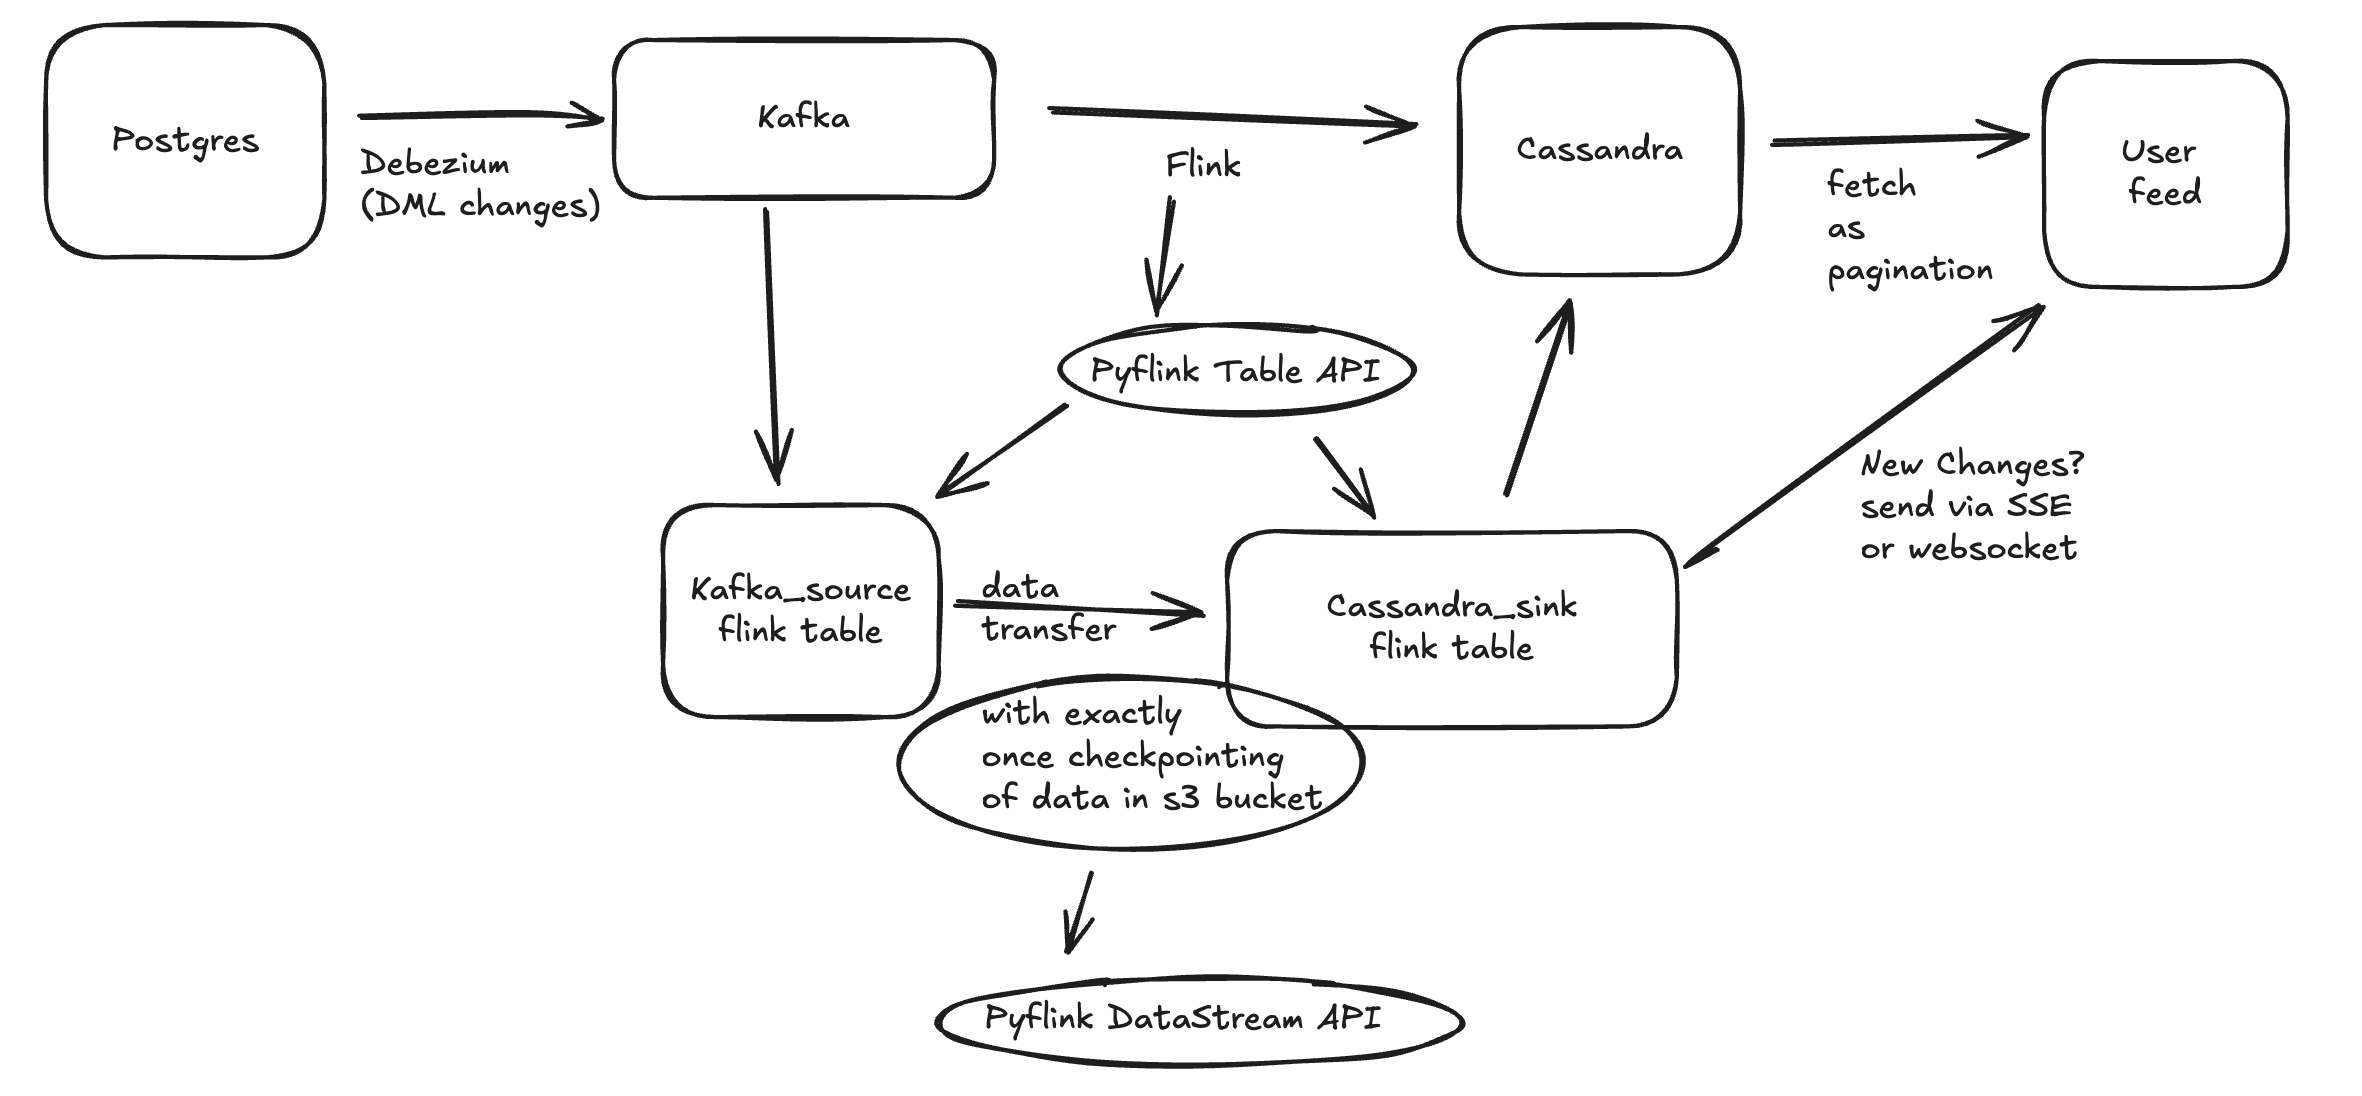 Postgres
Debezium
(DML changes)
Kafka
Flink
Cassandra
fetch
as
pagination
User
feed
Pyflink Table API
New Changes?
send via SSE
or websocket
Kafka_source
flink table
data
transfer
Cassandra_sink
flink table
with exactly
once checkpointing
of data in s3 bucket
Pyflink DataStream API